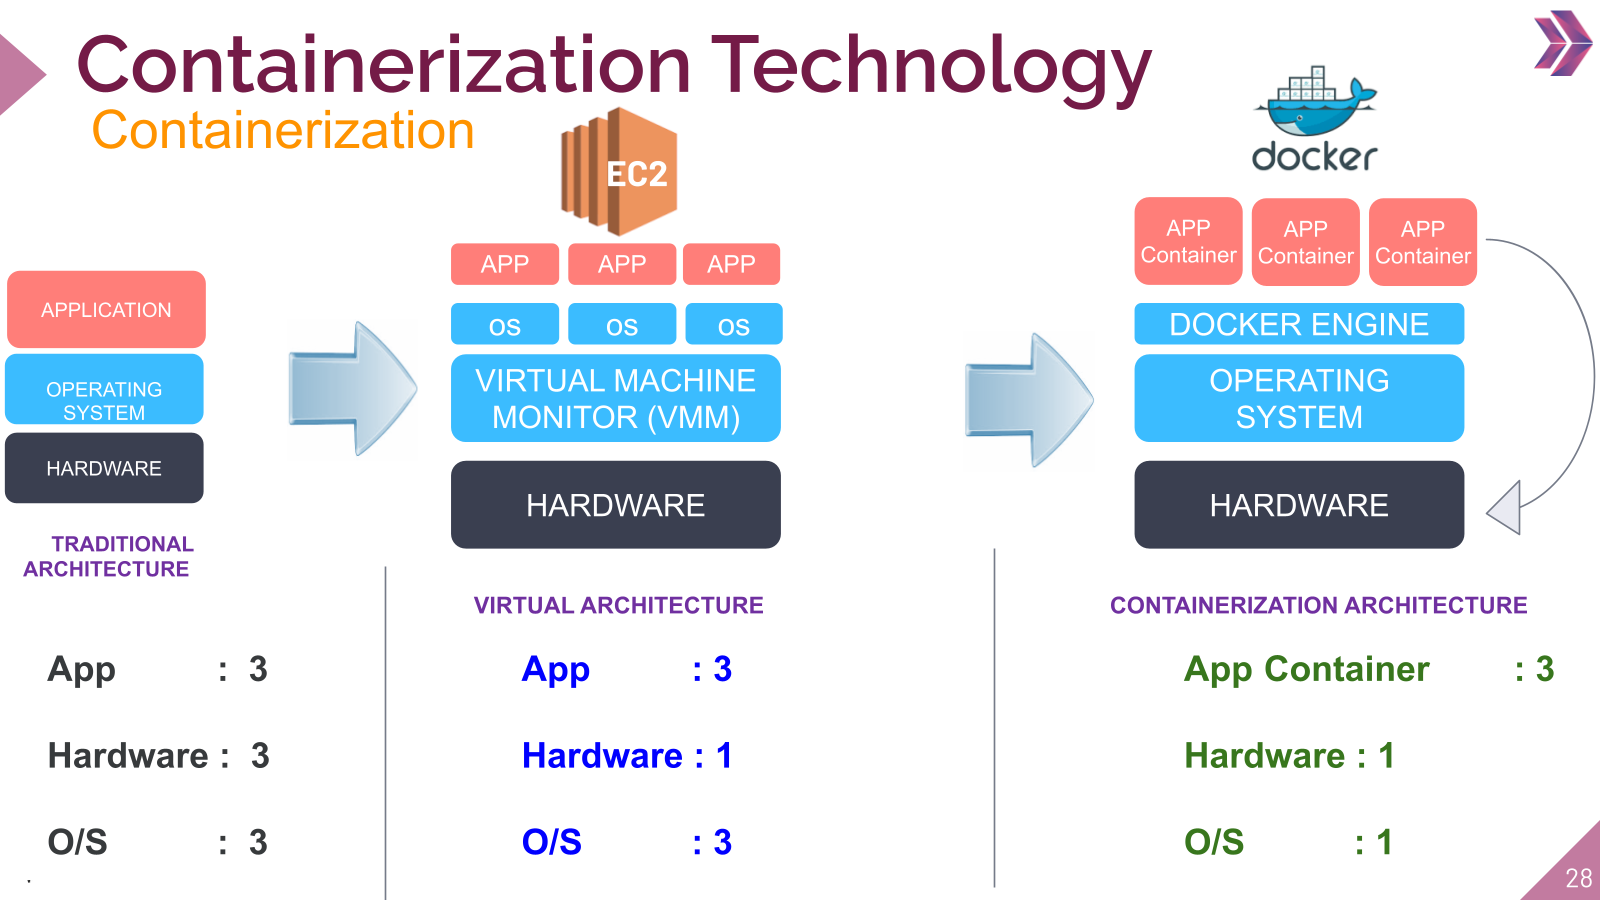 Containerization Technology
Containerization
EC2
docker
APPLICATION
OPERATING
SYSTEM
HARDWARE
TRADITIONAL
ARCHITECTURE
APP APP APP
OS OS OS
VIRTUAL MACHINE
MONITOR (VMM)
HARDWARE
VIRTUAL ARCHITECTURE
APP
Container
APP
Container
APP
Container
DOCKER ENGINE
OPERATING
SYSTEM
HARDWARE
CONTAINERIZATION ARCHITECTURE
App : 3
Hardware : 3
O/S : 3
.
App : 3
Hardware : 1
O/S : 3
App Container : 3
Hardware : 1
O/S : 1
28